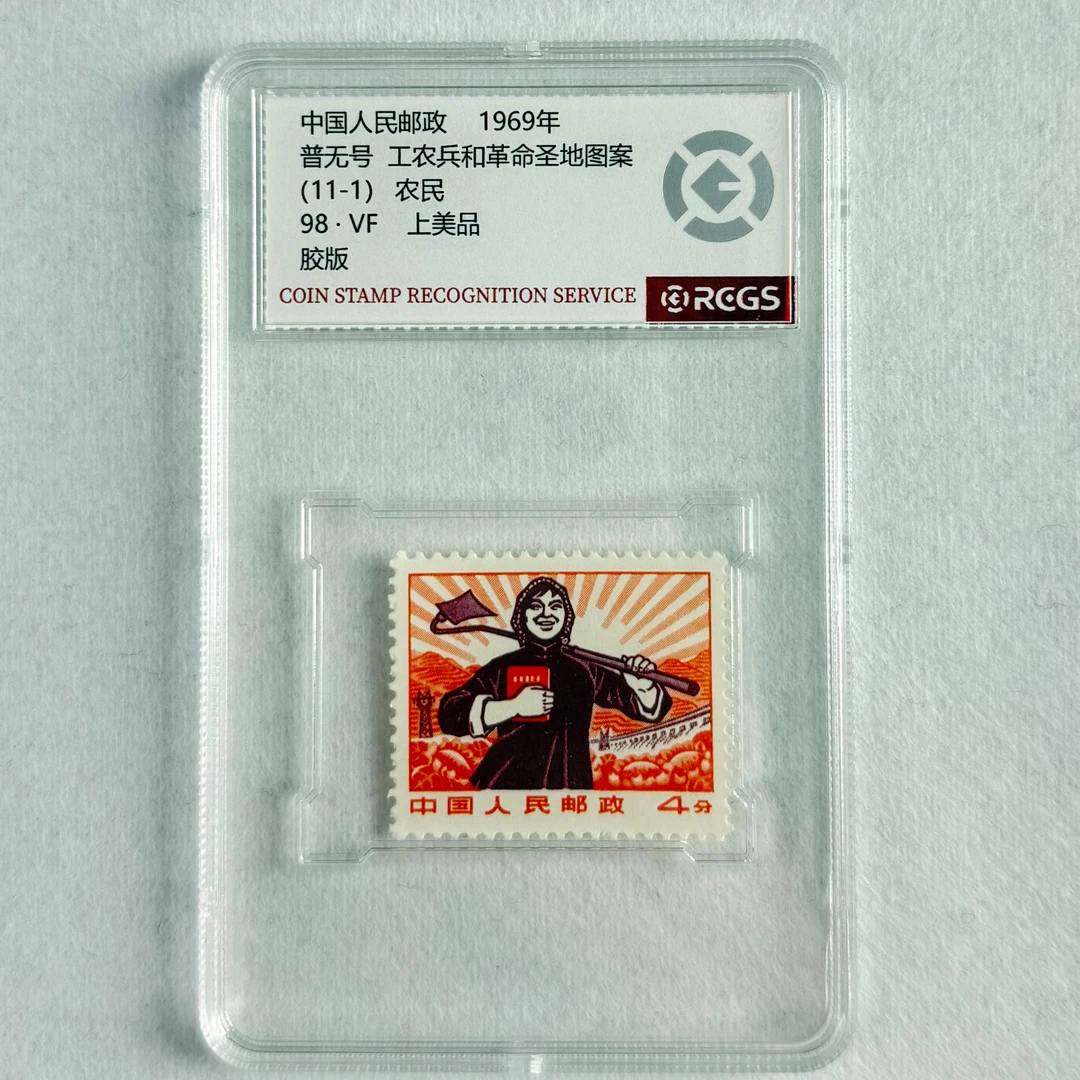 中国人民邮政 1969年
普无号 工农兵和革命圣地图案
(11-1) 农民
98·VF 上美品
胶版
COIN STAMP RECOGNITION SERVICE RCGS
中国人民邮政 4分